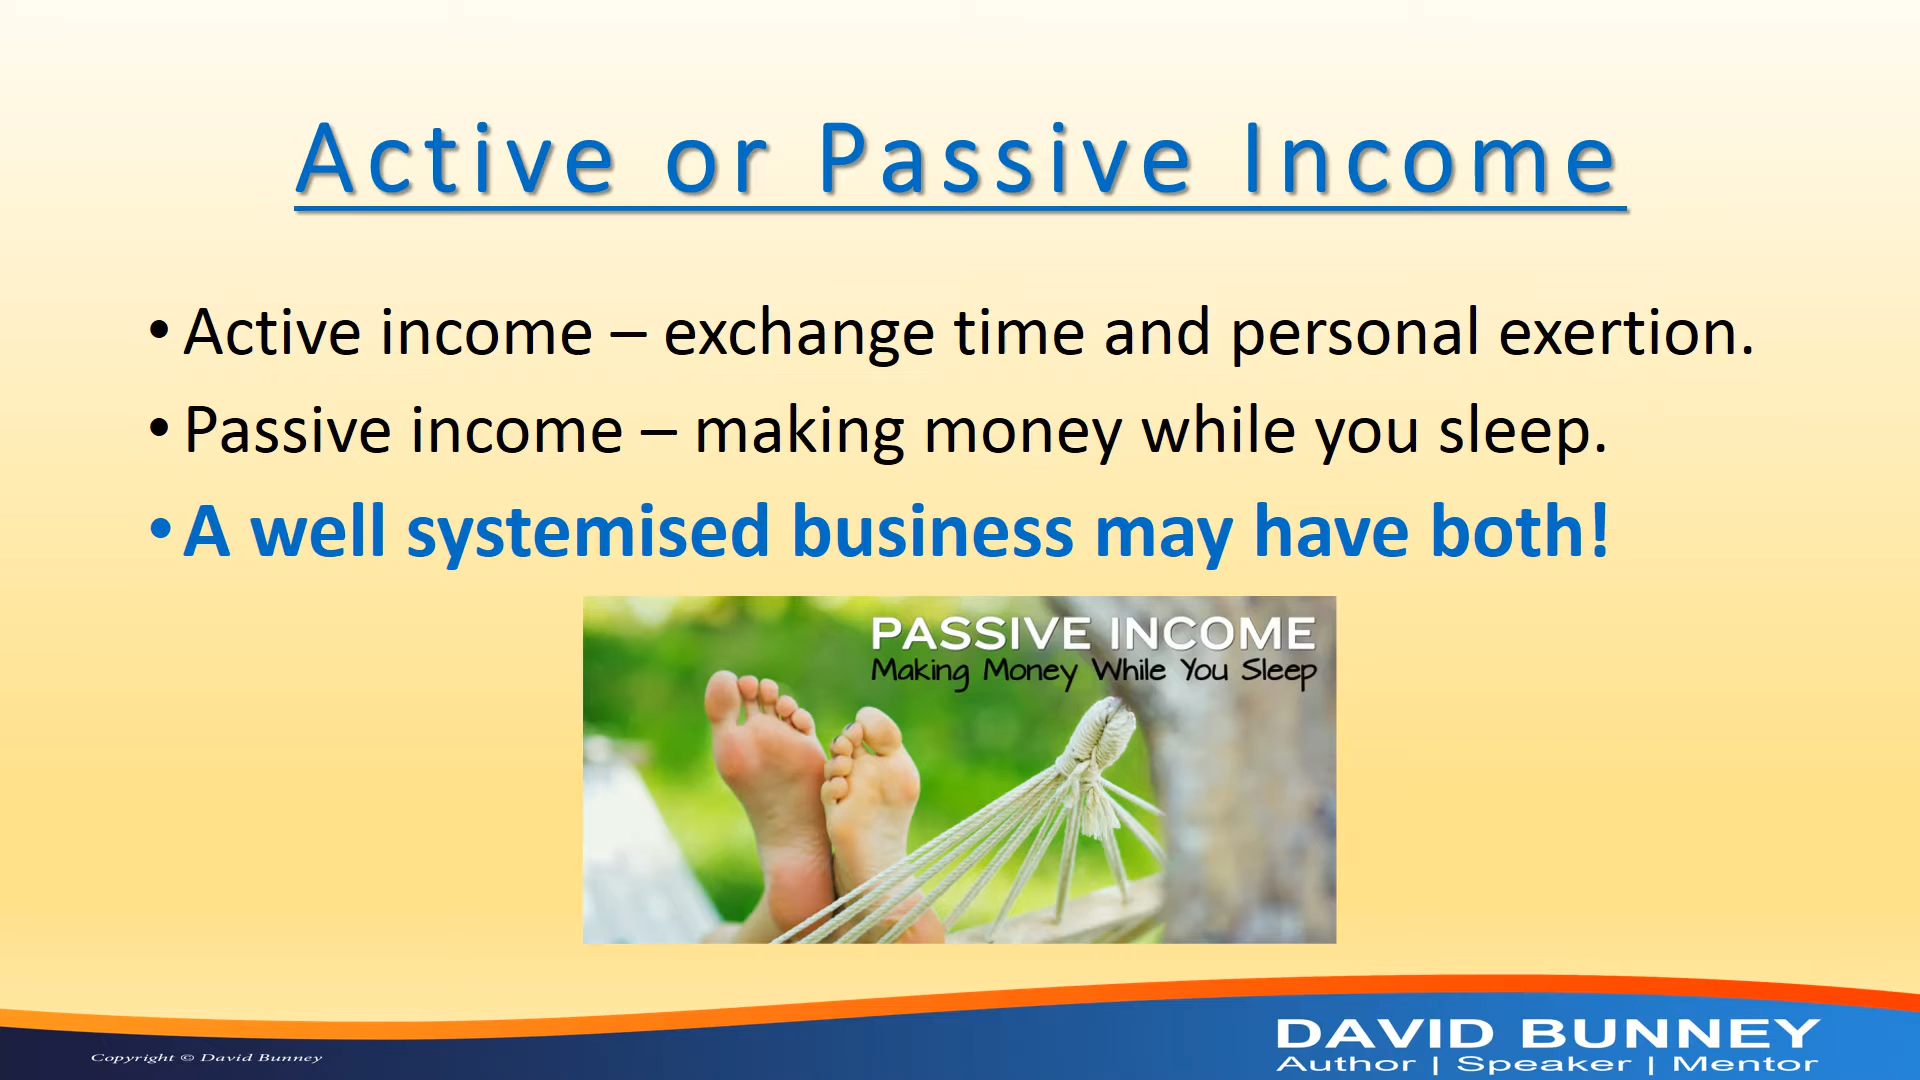 Active or Passive Income
• Active income – exchange time and personal exertion.
• Passive income – making money while you sleep.
• A well systemised business may have both!
PASSIVE INCOME
Making Money While You Sleep
Copyright © David Bunney
DAVID BUNNEY
Author | Speaker | Mentor